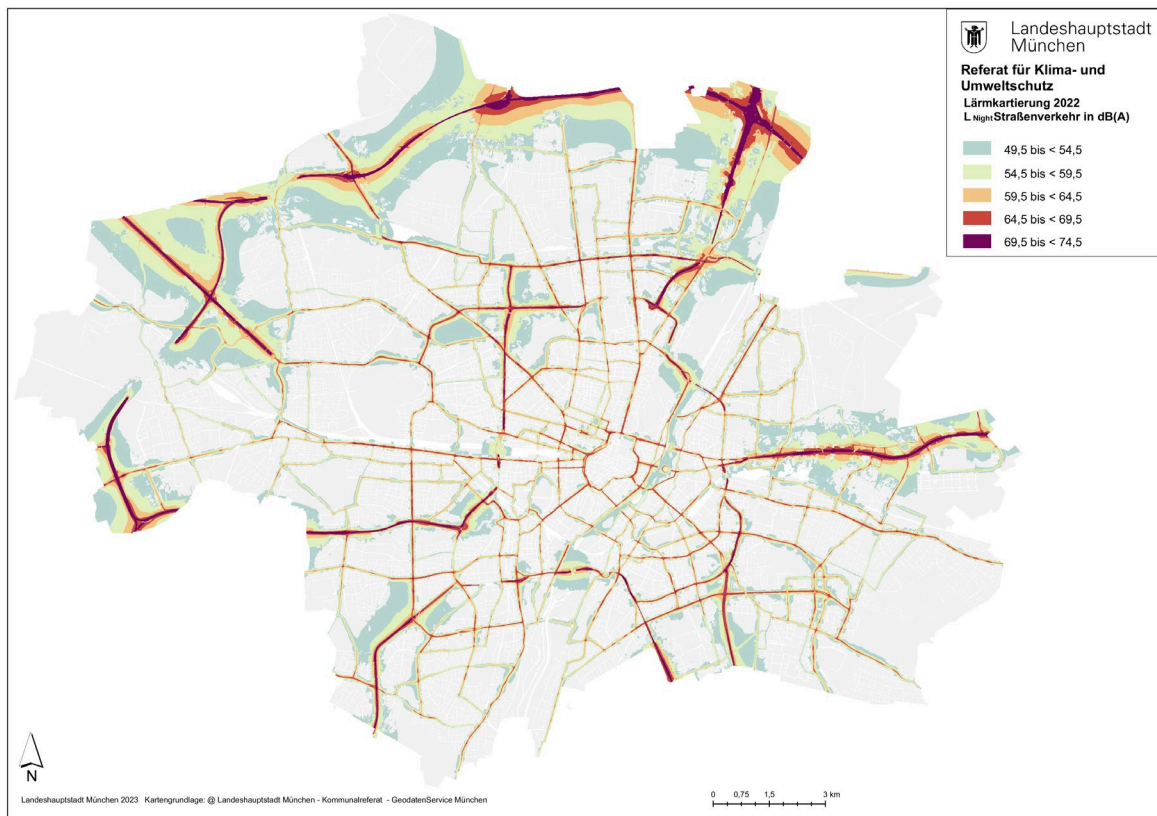 Landeshauptstadt
München
Referat für Klima- und
Umweltschutz
Lärmkartierung 2022
L Night Straßenverkehr in dB(A)
49,5 bis < 54,5
54,5 bis < 59,5
59,5 bis < 64,5
64,5 bis < 69,5
69,5 bis < 74,5
N
Landeshauptstadt München 2023 Kartengrundlage: @ Landeshauptstadt München - Kommunalreferat - GeodatenService München
0 0,75 1,5 3 km